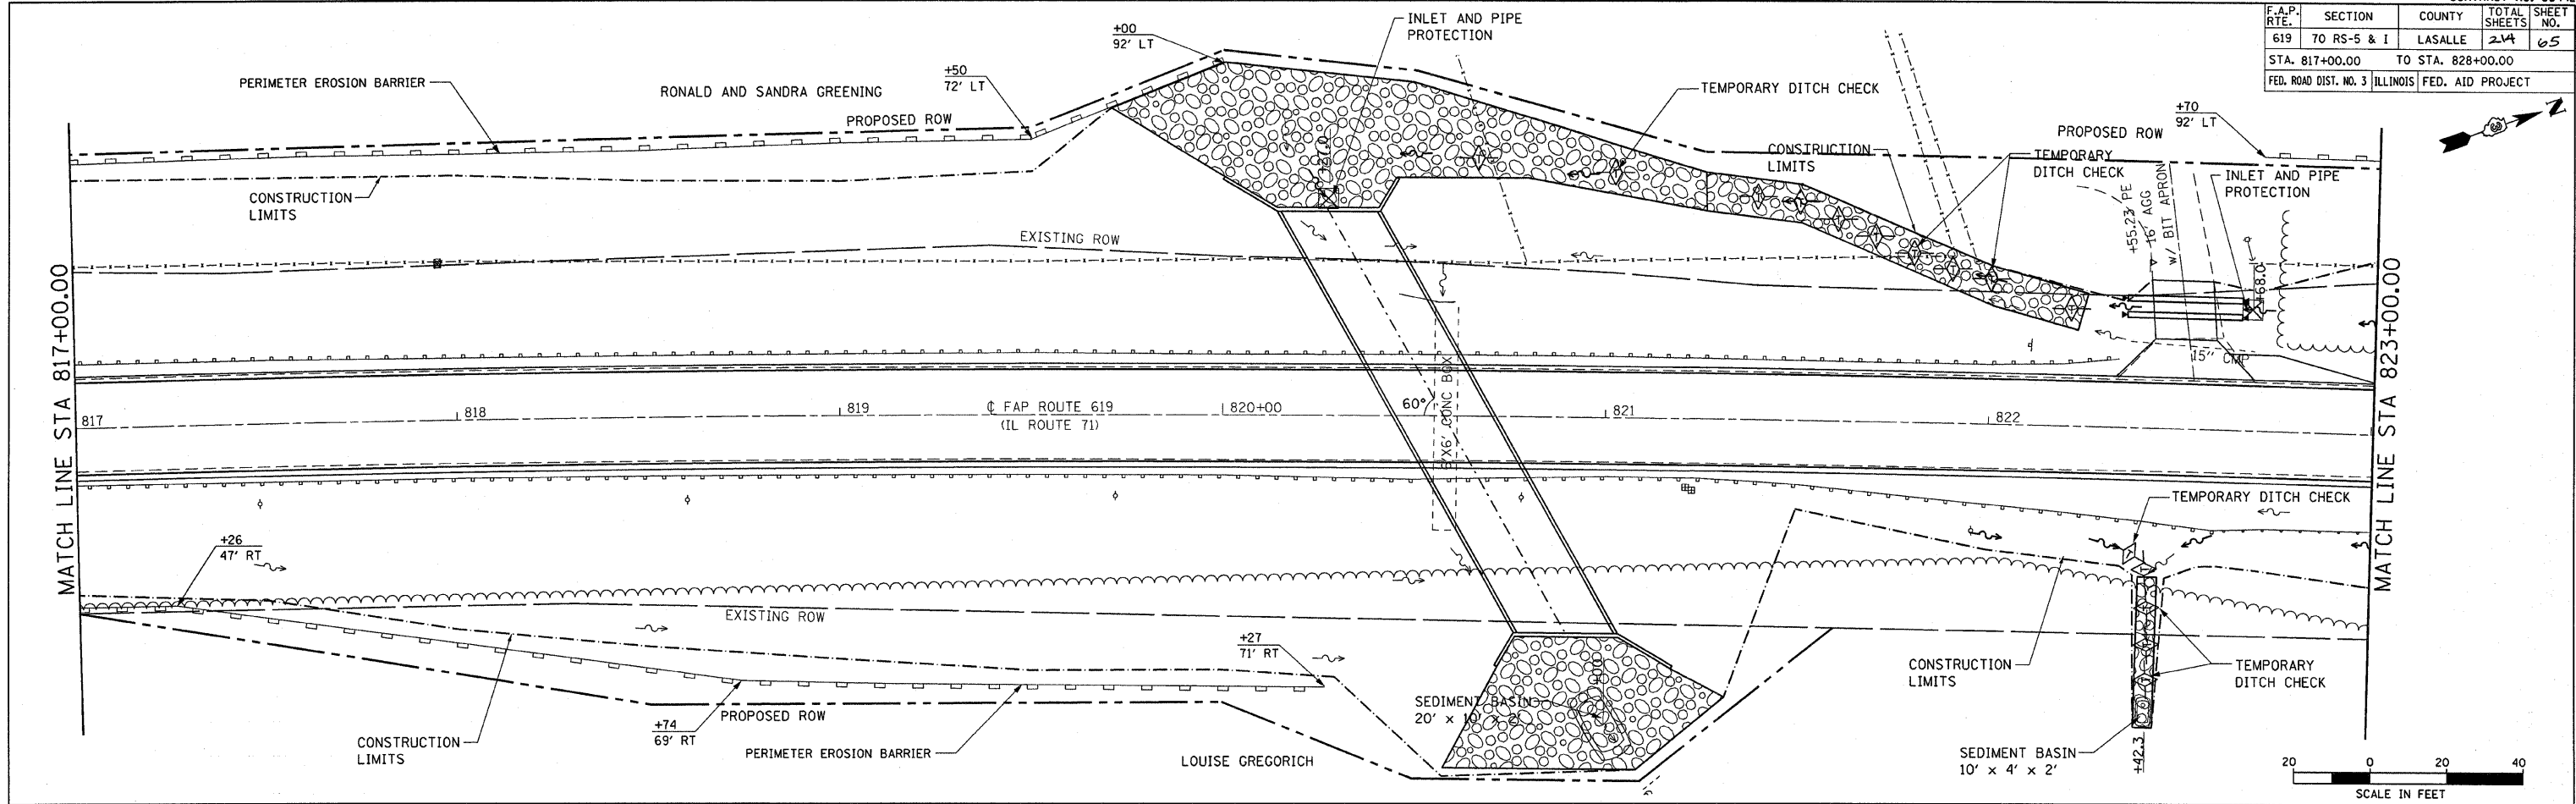 F.A.P. RTE. SECTION COUNTY TOTAL SHEETS SHEET NO.
619 70 RS-5 & I LASALLE 214 65
STA. 817+00.00 TO STA. 828+00.00
FED. ROAD DIST. NO. 3 ILLINOIS FED. AID PROJECT
N
+00
92' LT
INLET AND PIPE
PROTECTION
+50
72' LT
PERIMETER EROSION BARRIER
RONALD AND SANDRA GREENING
PROPOSED ROW
TEMPORARY DITCH CHECK
+70
92' LT
PROPOSED ROW
CONSTRUCTION
LIMITS
TEMPORARY
DITCH CHECK
INLET AND PIPE
PROTECTION
+55.23 PE
16' AGG
W/ BIT APRON
+68.0
CONSTRUCTION
LIMITS
EXISTING ROW
15" CMP
MATCH LINE STA 817+00.00
MATCH LINE STA 823+00.00
817
818
819
℄ FAP ROUTE 619
(IL ROUTE 71)
820+00
60°
CONC BOX
821
822
+26
47' RT
TEMPORARY DITCH CHECK
EXISTING ROW
+27
71' RT
CONSTRUCTION
LIMITS
TEMPORARY
DITCH CHECK
SEDIMENT BASIN
20' x 10' x 2'
+74
69' RT
PROPOSED ROW
CONSTRUCTION
LIMITS
PERIMETER EROSION BARRIER
LOUISE GREGORICH
SEDIMENT BASIN
10' x 4' x 2'
+42.3
20 0 20 40
SCALE IN FEET